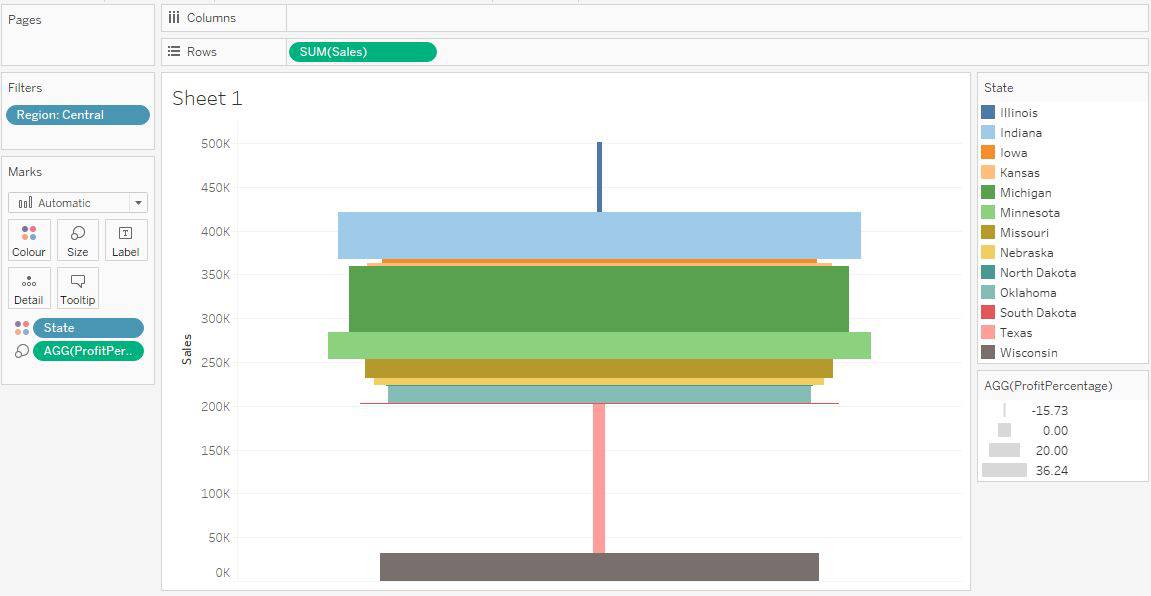 Pages
Columns
Rows
SUM(Sales)
Filters
Region: Central
Marks
Automatic
Colour
Size
Label
Detail
Tooltip
State
AGG(ProfitPer..
Sheet 1
Sales
500K
450K
400K
350K
300K
250K
200K
150K
100K
50K
0K
State
Illinois
Indiana
Iowa
Kansas
Michigan
Minnesota
Missouri
Nebraska
North Dakota
Oklahoma
South Dakota
Texas
Wisconsin
AGG(ProfitPercentage)
-15.73
0.00
20.00
36.24